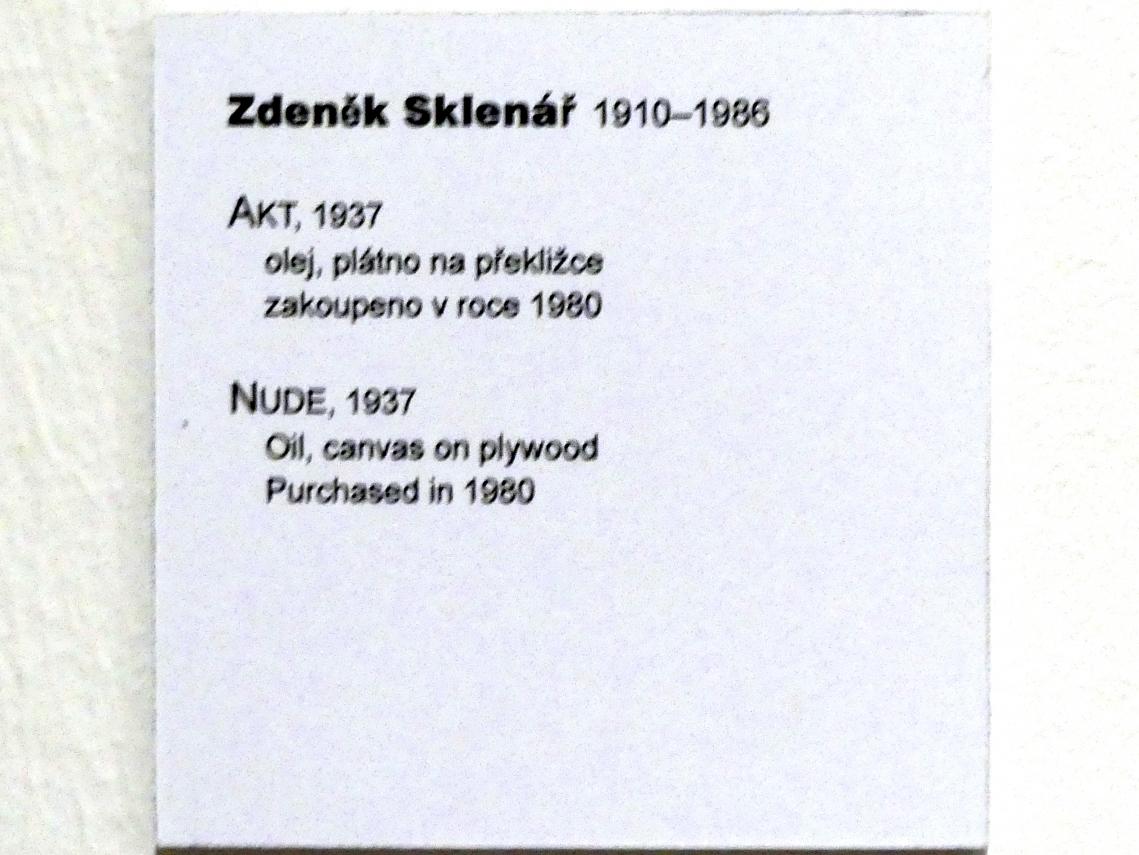 Zdeněk Sklenář 1910–1986
AKT, 1937
olej, plátno na překližce
zakoupeno v roce 1980
NUDE, 1937
Oil, canvas on plywood
Purchased in 1980